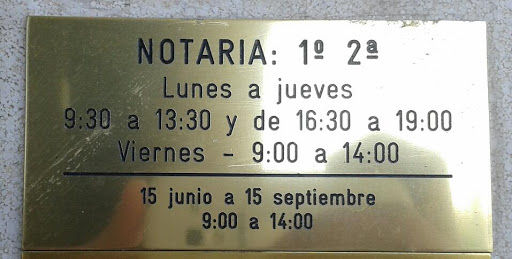 NOTARIA: 1º 2ª
Lunes a jueves
9:30 a 13:30 y de 16:30 a 19:00
Viernes - 9:00 a 14:00
15 junio a 15 septiembre
9:00 a 14:00